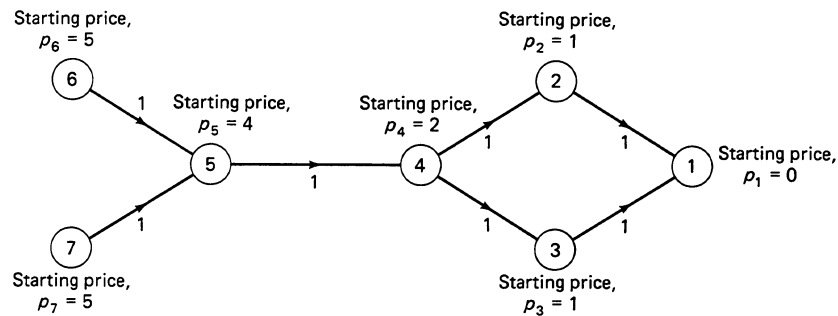 Starting price,
p₆ = 5
6
1
Starting price,
p₅ = 4
5
1
7
1
Starting price,
p₇ = 5
Starting price,
p₄ = 2
4
Starting price,
p₂ = 1
2
1
1
1
Starting price,
p₁ = 0
1
1
3
Starting price,
p₃ = 1